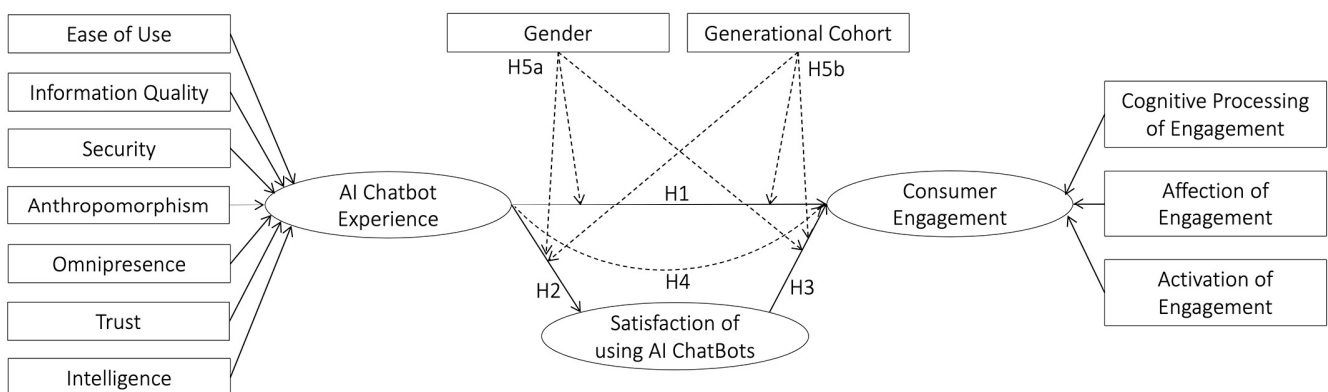 Ease of Use
Information Quality
Security
Anthropomorphism
Omnipresence
Trust
Intelligence
AI Chatbot
Experience
Gender
Generational Cohort
H5a
H5b
H1
H2
H4
H3
Satisfaction of
using AI ChatBots
Consumer
Engagement
Cognitive Processing
of Engagement
Affection of
Engagement
Activation of
Engagement